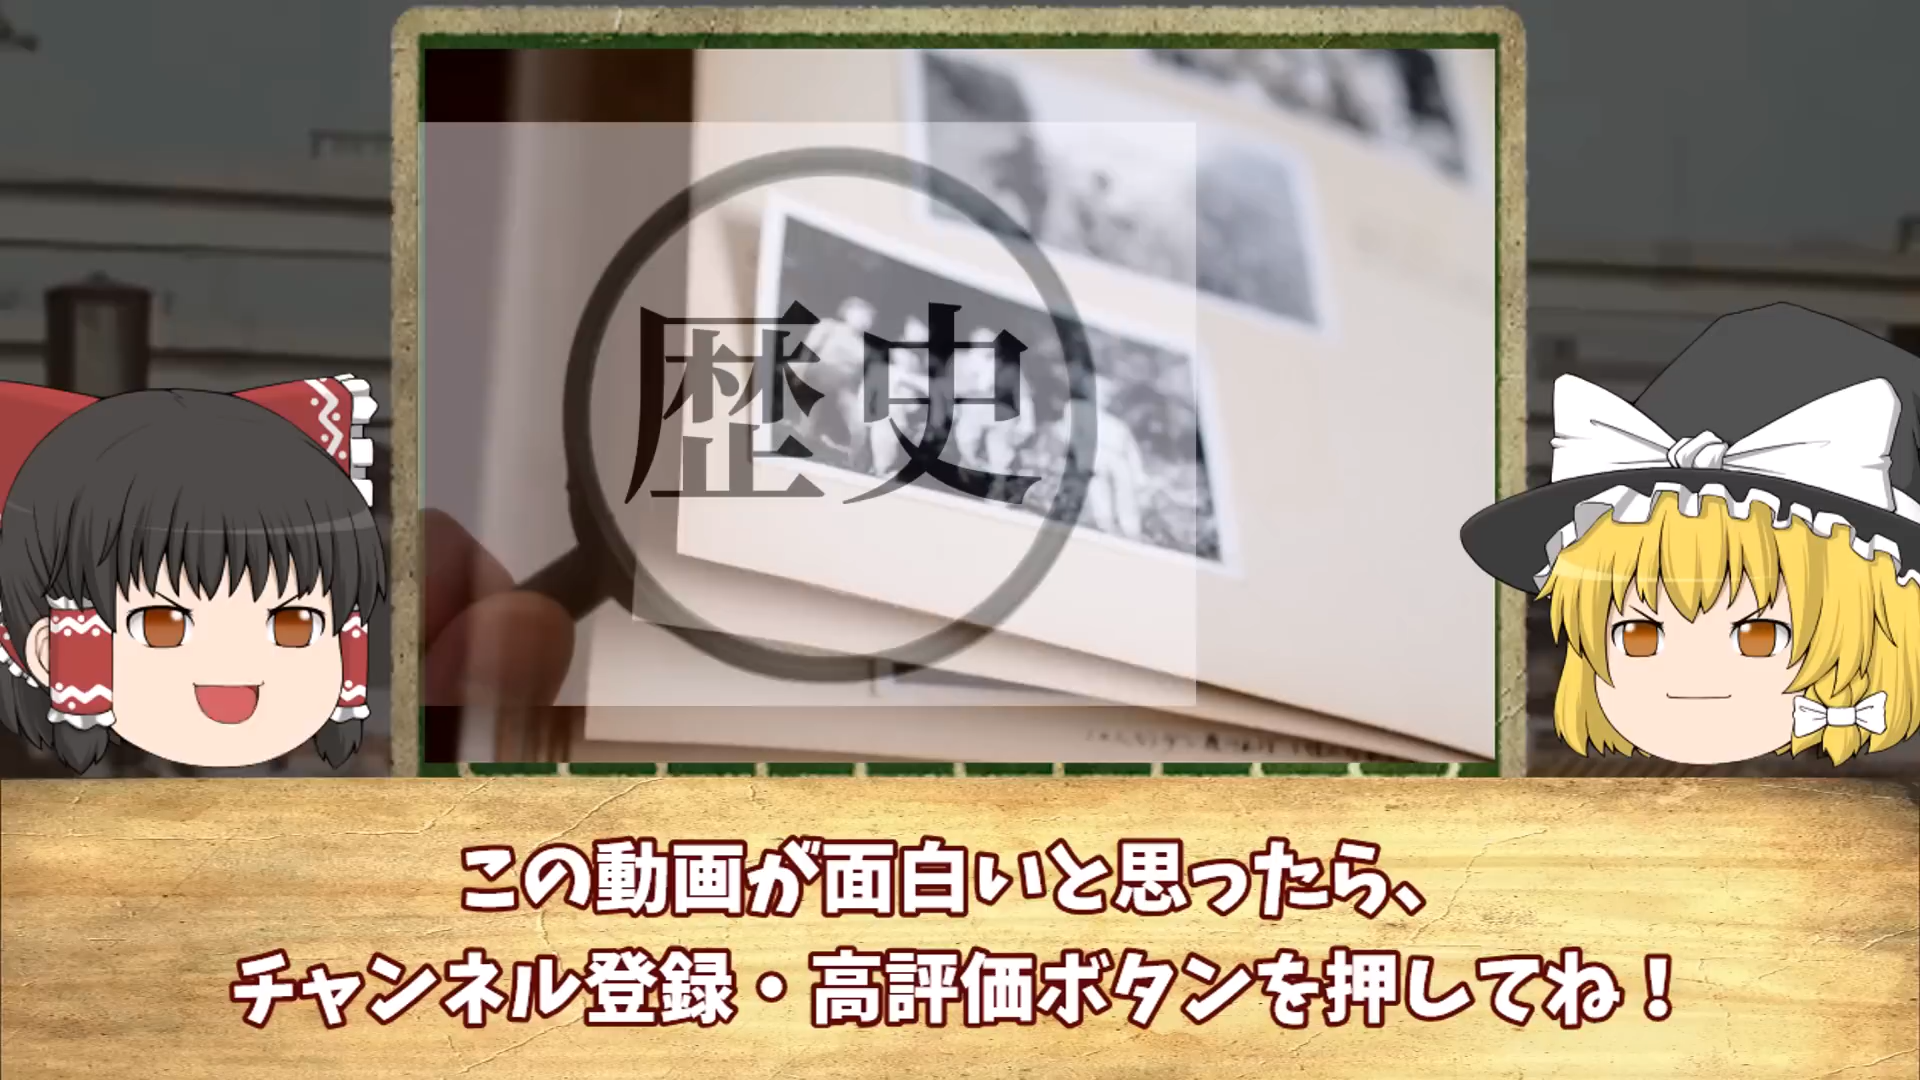 歴史
この動画が面白いと思ったら、
チャンネル登録・高評価ボタンを押してね！